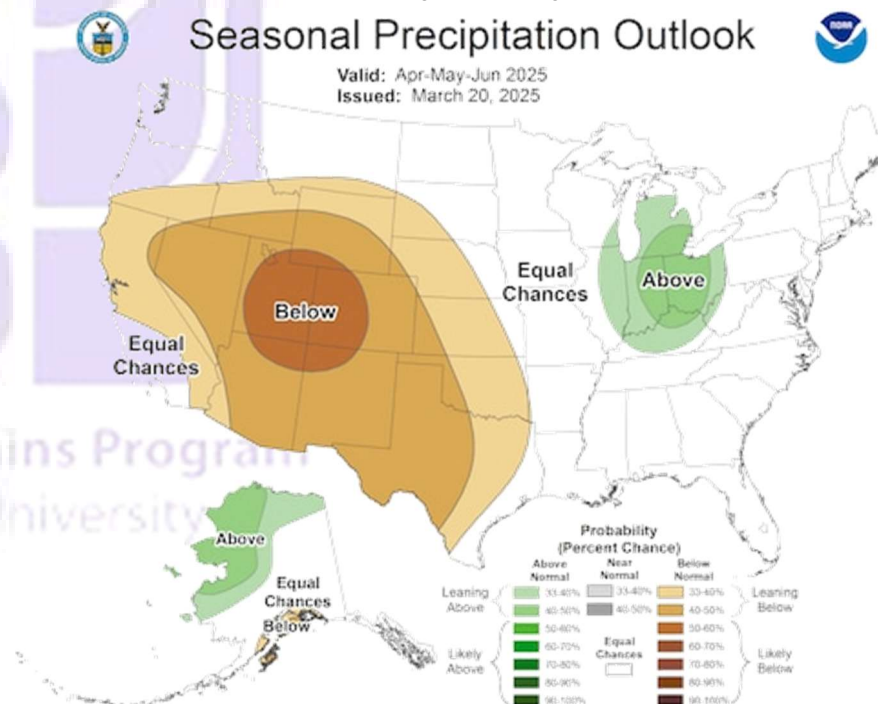 NOAA
Seasonal Precipitation Outlook
Valid: Apr-May-Jun 2025
Issued: March 20, 2025
Equal
Chances
Above
Below
Equal
Chances
ins Program
niversity
Above
Equal
Chances
Below
Probability
(Percent Chance)
Above
Normal
Near
Normal
Below
Normal
Leaning
Above
33-40%
33-40%
33-40%
Leaning
Below
40-50%
40-50%
40-50%
50-60%
50-60%
Equal
Chances
60-70%
60-70%
Likely
Above
70-80%
70-80%
Likely
Below
80-90%
80-90%
90-100%
90-100%